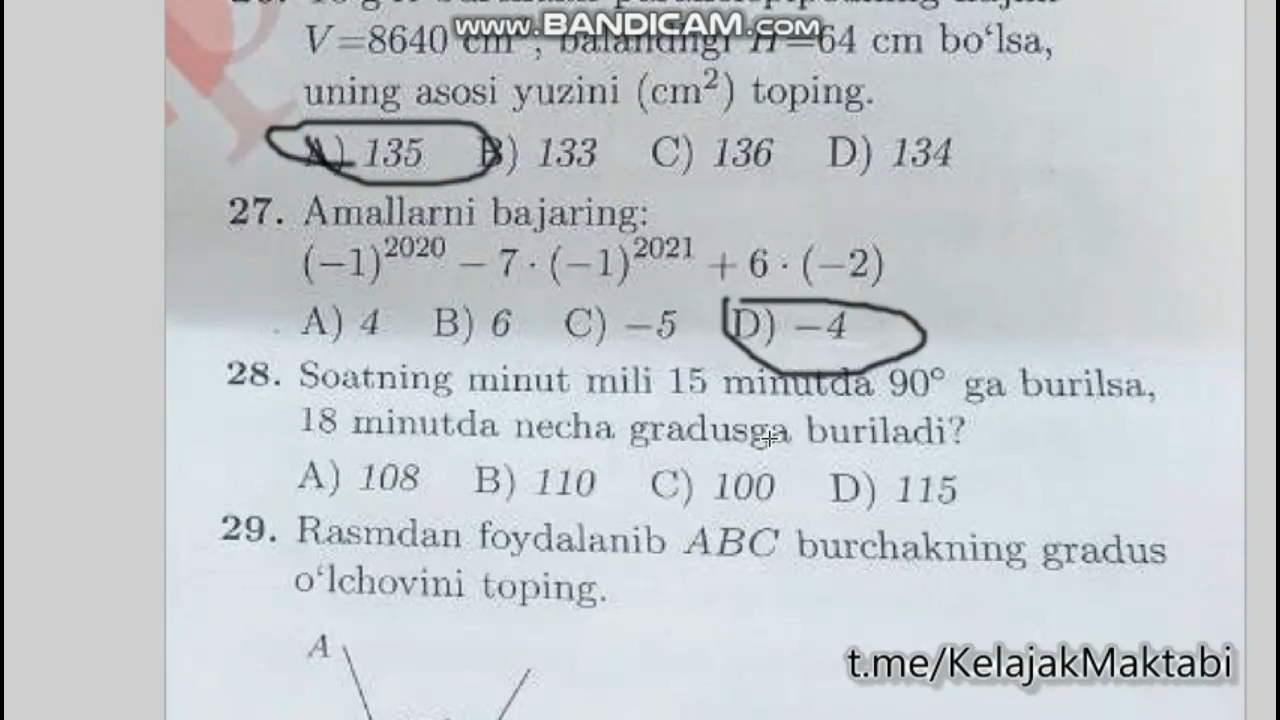 www.BANDICAM.com
V=8640 cm³, balandligi H=64 cm bo‘lsa,
uning asosi yuzini (cm²) toping.
A) 135 B) 133 C) 136 D) 134
27. Amallarni bajaring:
(−1)²⁰²⁰ − 7 · (−1)²⁰²¹ + 6 · (−2)
A) 4 B) 6 C) −5 D) −4
28. Soatning minut mili 15 minutda 90° ga burilsa,
18 minutda necha gradusga buriladi?
A) 108 B) 110 C) 100 D) 115
29. Rasmdan foydalanib ABC burchakning gradus
o‘lchovini toping.
A
t.me/KelajakMaktabi